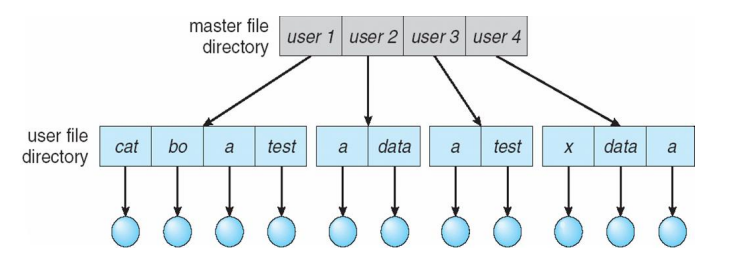 master file
directory
user 1 user 2 user 3 user 4
user file
directory
cat bo a test a data a test x data a